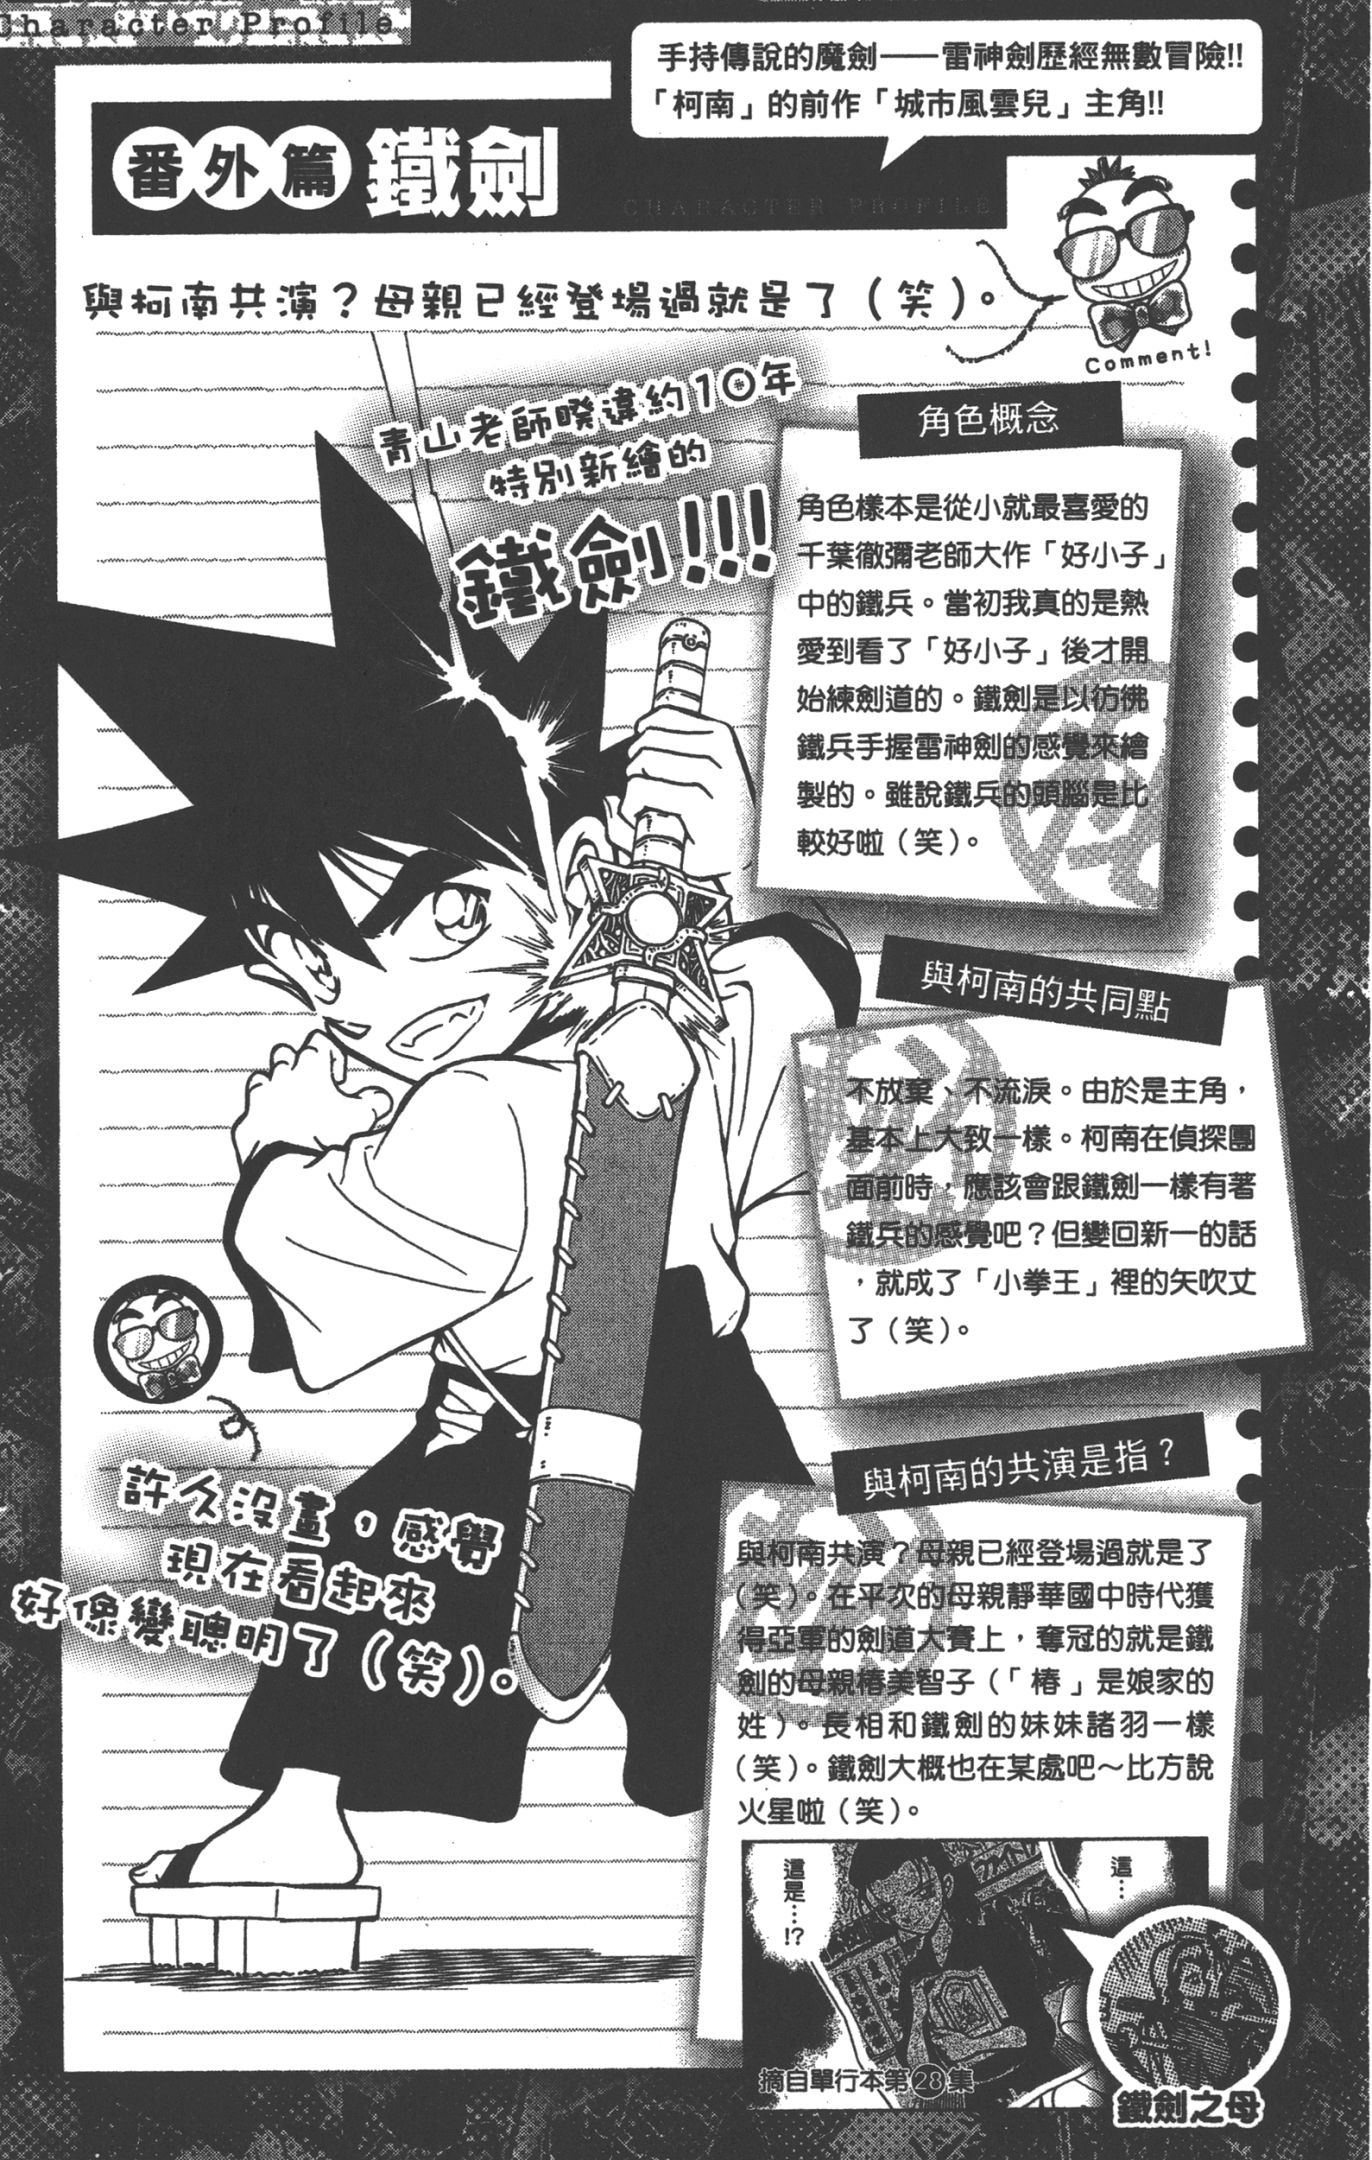 Character Profile
手持傳說的魔劍——雷神劍歷經無數冒險!!
「柯南」的前作「城市風雲兒」主角!!
番外篇 鐵劍
CHARACTER PROFILE
與柯南共演？母親已經登場過就是了（笑）。
Comment!
青山老師睽違約10年
特別新繪的
鐵劍!!!
角色概念
角色樣本是從小就最喜愛的
千葉徹彌老師大作「好小子」
中的鐵兵。當初我真的是熱
愛到看了「好小子」後才開
始練劍道的。鐵劍是以彷彿
鐵兵手握雷神劍的感覺來繪
製的。雖說鐵兵的頭腦是比
較好啦（笑）。
與柯南的共同點
不放棄、不流淚。由於是主角，
基本上大致一樣。柯南在偵探團
面前時，應該會跟鐵劍一樣有著
鐵兵的感覺吧？但變回新一的話
，就成了「小拳王」裡的矢吹丈
了（笑）。
許久沒畫，感覺
現在看起來
好像變聰明了（笑）。
與柯南的共演是指？
與柯南共演？母親已經登場過就是了
（笑）。在平次的母親靜華國中時代獲
得亞軍的劍道大賽上，奪冠的就是鐵
劍的母親椿美智子（「椿」是娘家的
姓）。長相和鐵劍的妹妹諸羽一樣
（笑）。鐵劍大概也在某處吧～比方說
火星啦（笑）。
這…
這是…!?
摘自單行本第28集
鐵劍之母